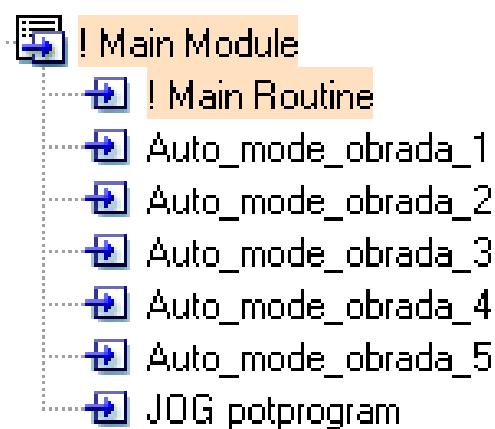 ! Main Module
! Main Routine
Auto_mode_obrada_1
Auto_mode_obrada_2
Auto_mode_obrada_3
Auto_mode_obrada_4
Auto_mode_obrada_5
JOG potprogram